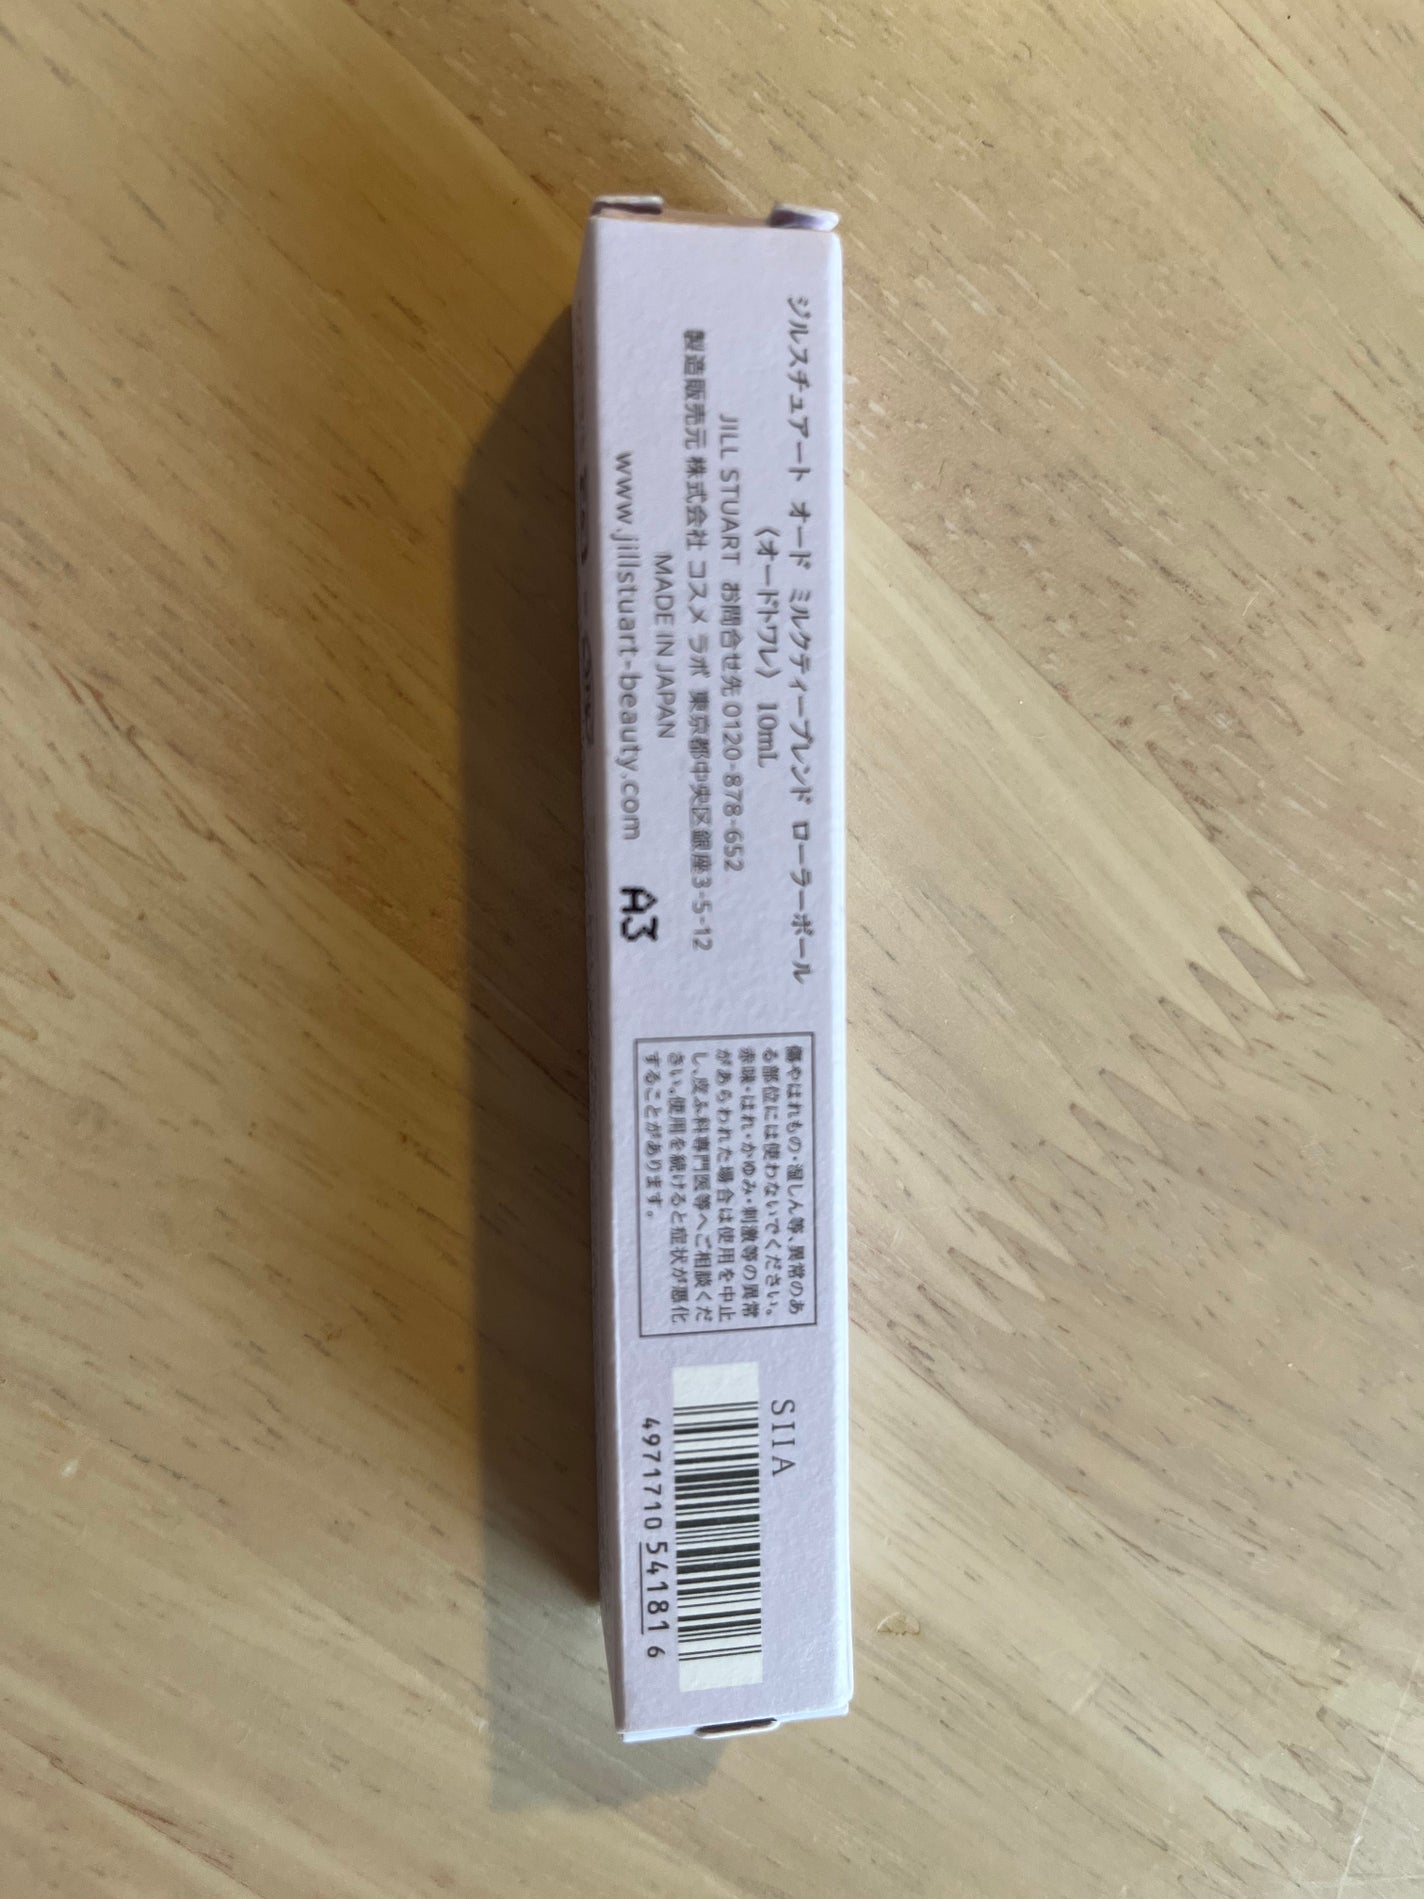 ジルスチュアート オード ミルクティーブレンド ローラーボール
〈オードトワレ〉 10mL
JILL STUART お問合せ先 0120-878-652
製造販売元 株式会社 コスメ ラボ 東京都中央区銀座3-5-12
MADE IN JAPAN
www.jillstuart-beauty.com
A3
傷やはれもの・湿しん等、異常のあ
る部位には使わないでください。
赤味・はれ・かゆみ・刺激等の異常
があらわれた場合は使用を中止
し、皮ふ科専門医等へご相談くだ
さい。使用を続けると症状が悪化
することがあります。
SIIA
4971710 541816